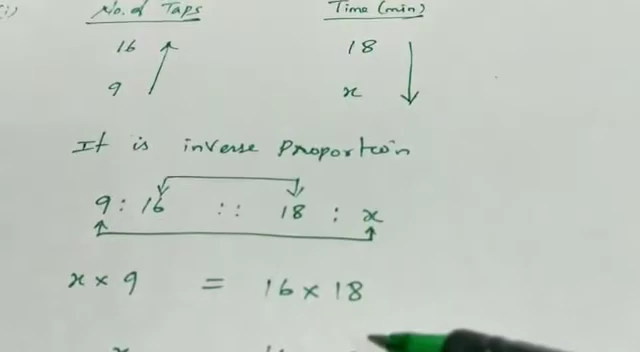 i) No. of Taps Time (min)
16 18
9 x
It is inverse Proportion
9 : 16 :: 18 : x
x × 9 = 16 × 18